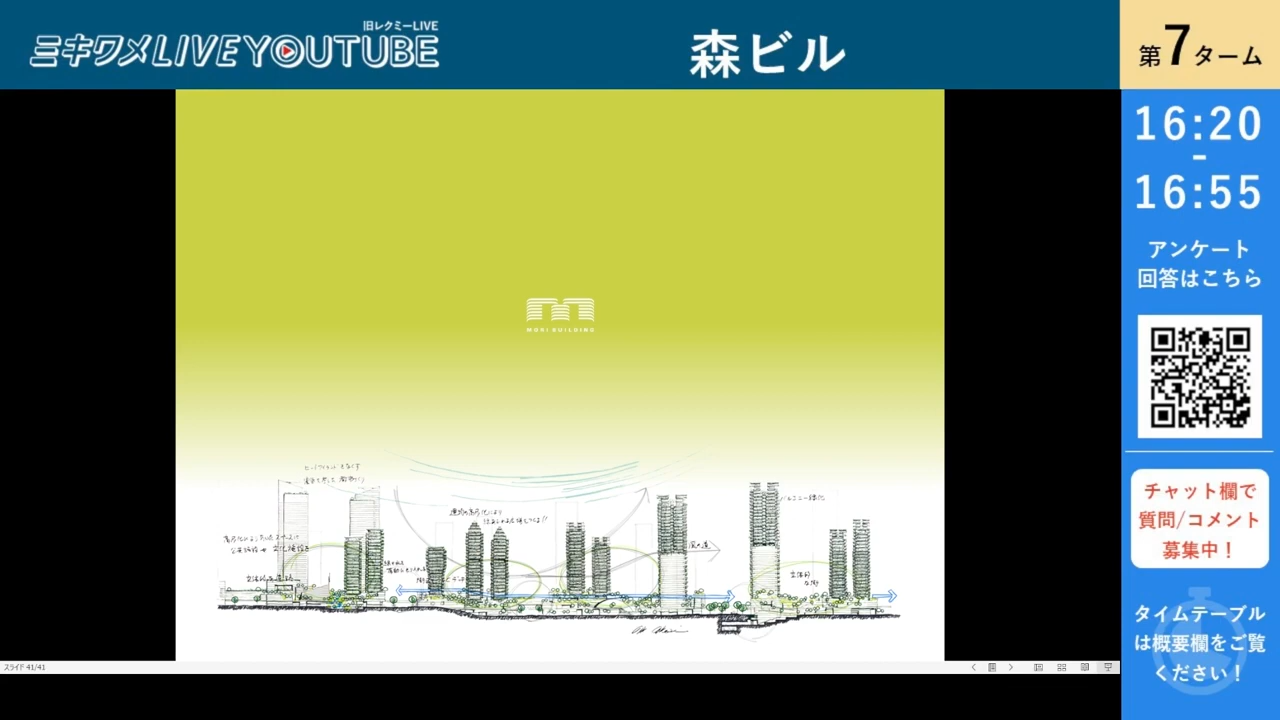 旧レクミーLIVE
ミキワメLIVE YOUTUBE
森ビル
第7ターム
16:20
-
16:55
アンケート
回答はこちら
MORI BUILDING
チャット欄で
質問/コメント
募集中！
タイムテーブル
は概要欄をご覧
ください！
スライド 41/41